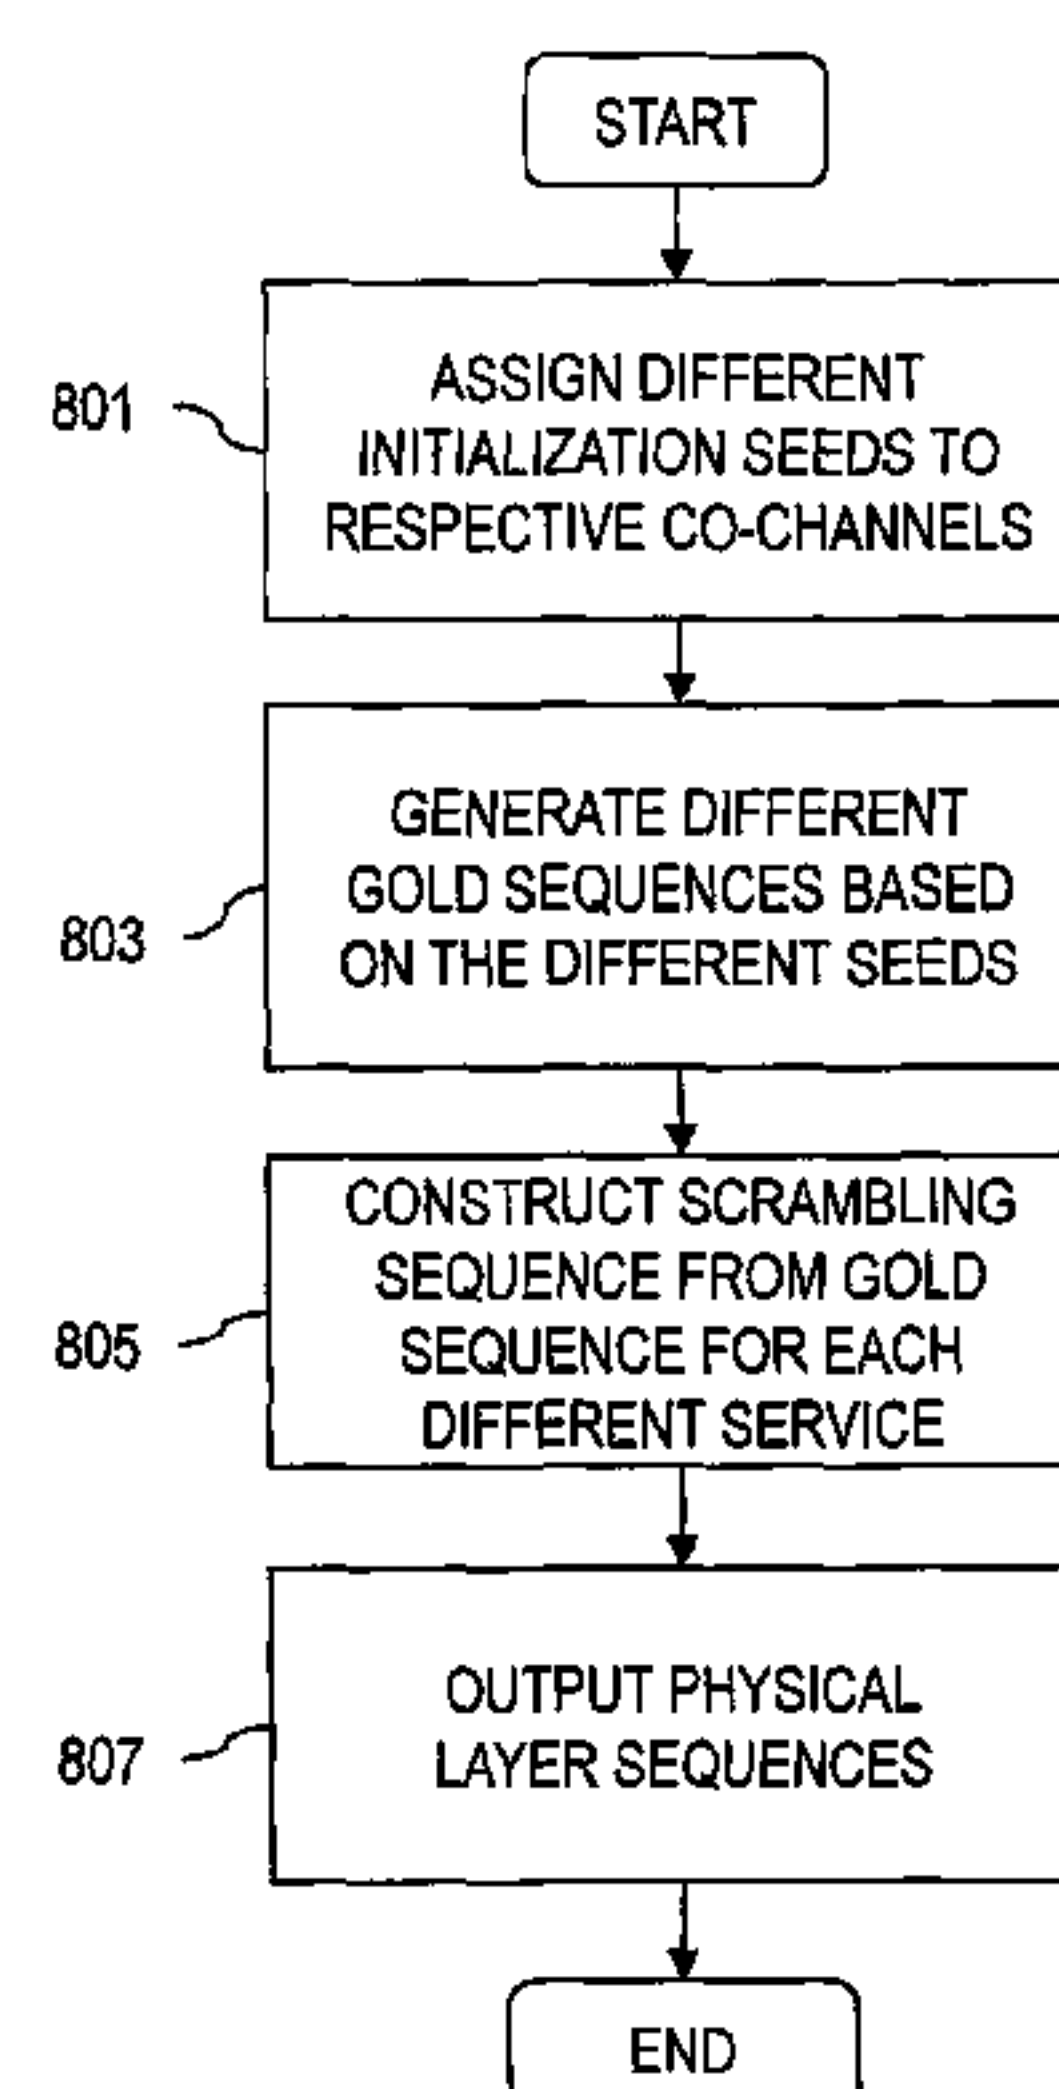 START
801
ASSIGN DIFFERENT
INITIALIZATION SEEDS TO
RESPECTIVE CO-CHANNELS
803
GENERATE DIFFERENT
GOLD SEQUENCES BASED
ON THE DIFFERENT SEEDS
805
CONSTRUCT SCRAMBLING
SEQUENCE FROM GOLD
SEQUENCE FOR EACH
DIFFERENT SERVICE
807
OUTPUT PHYSICAL
LAYER SEQUENCES
END